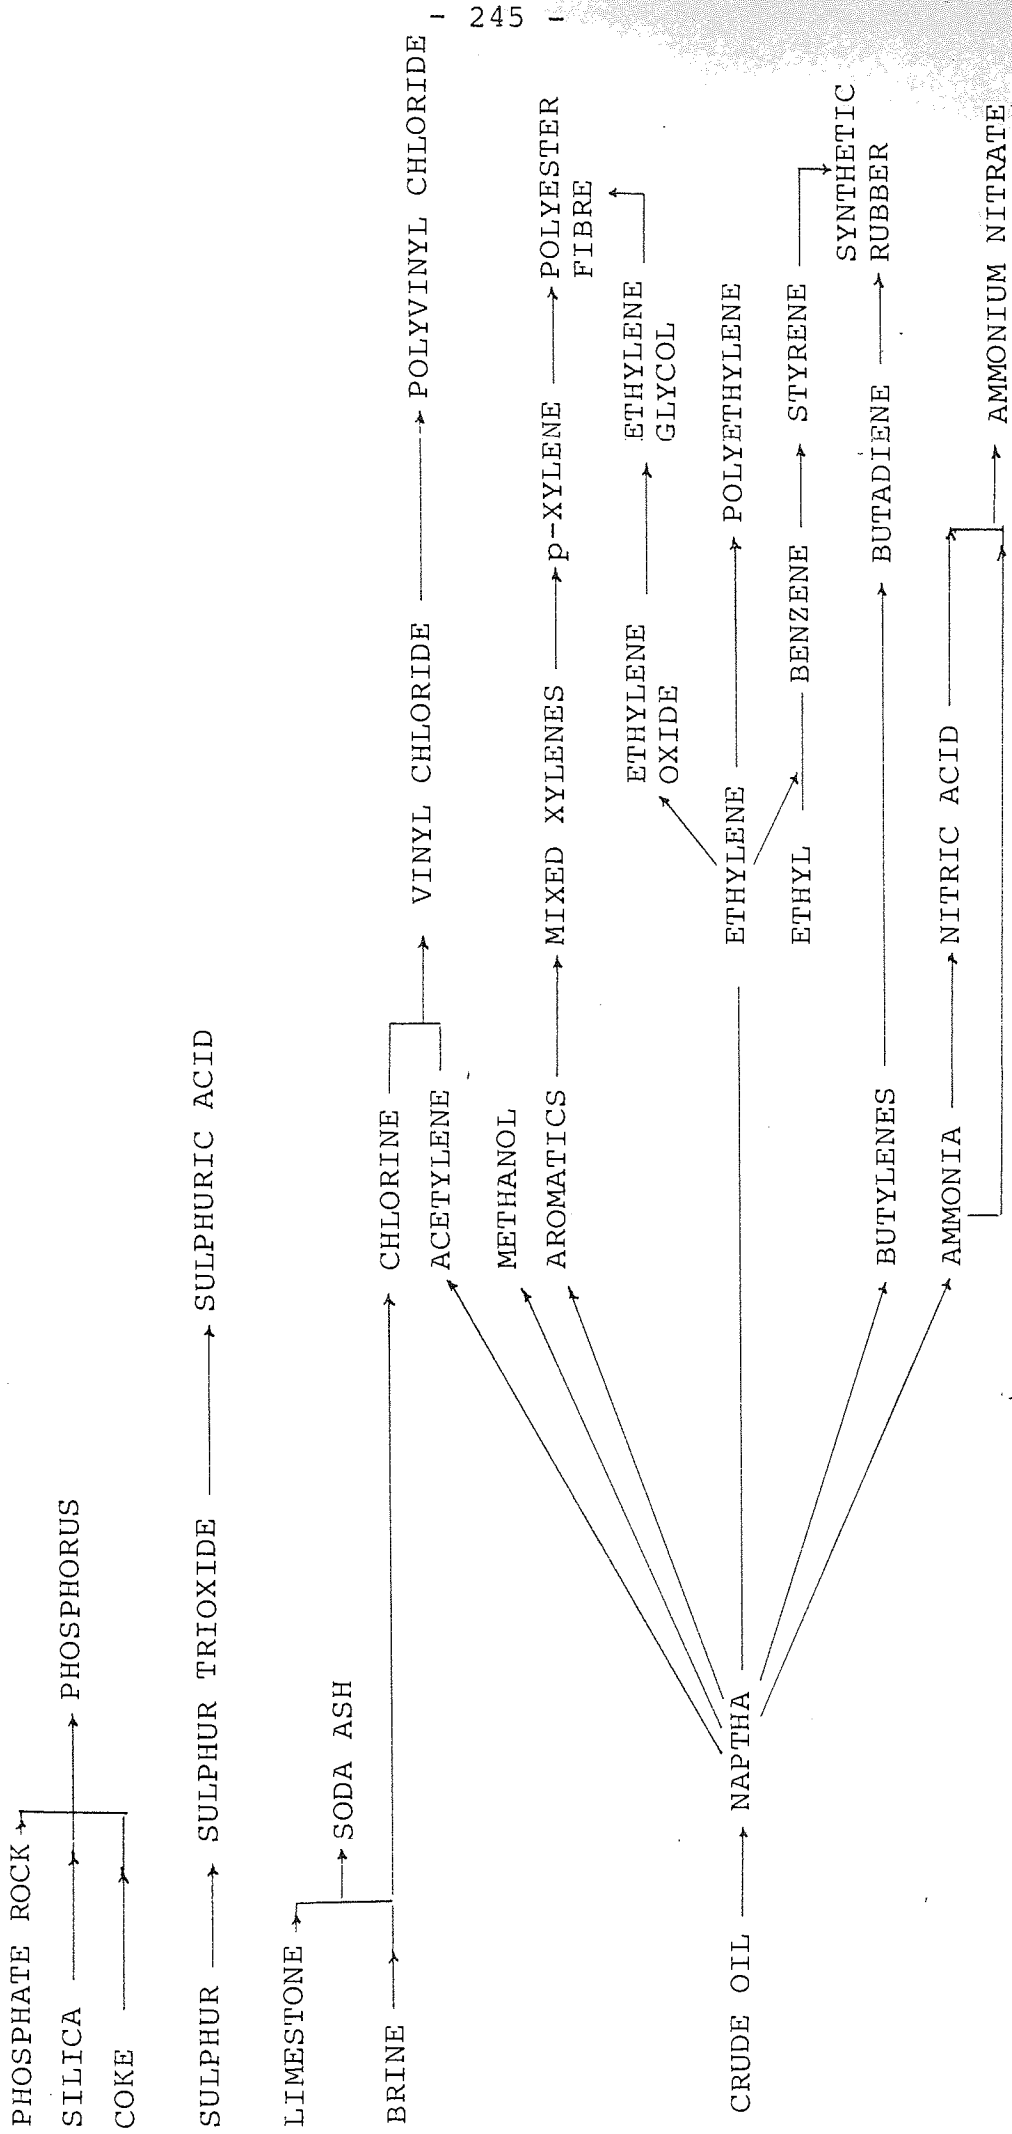 - 245 -
PHOSPHATE ROCK
SILICA
COKE
PHOSPHORUS
SULPHUR
SULPHUR TRIOXIDE
SULPHURIC ACID
LIMESTONE
SODA ASH
BRINE
CHLORINE
ACETYLENE
VINYL CHLORIDE
POLYVINYL CHLORIDE
METHANOL
AROMATICS
MIXED XYLENES
p-XYLENE
POLYESTER
FIBRE
ETHYLENE
OXIDE
ETHYLENE
GLYCOL
CRUDE OIL
NAPTHA
ETHYLENE
POLYETHYLENE
ETHYL
BENZENE
STYRENE
SYNTHETIC
RUBBER
BUTYLENES
BUTADIENE
AMMONIA
NITRIC ACID
AMMONIUM NITRATE